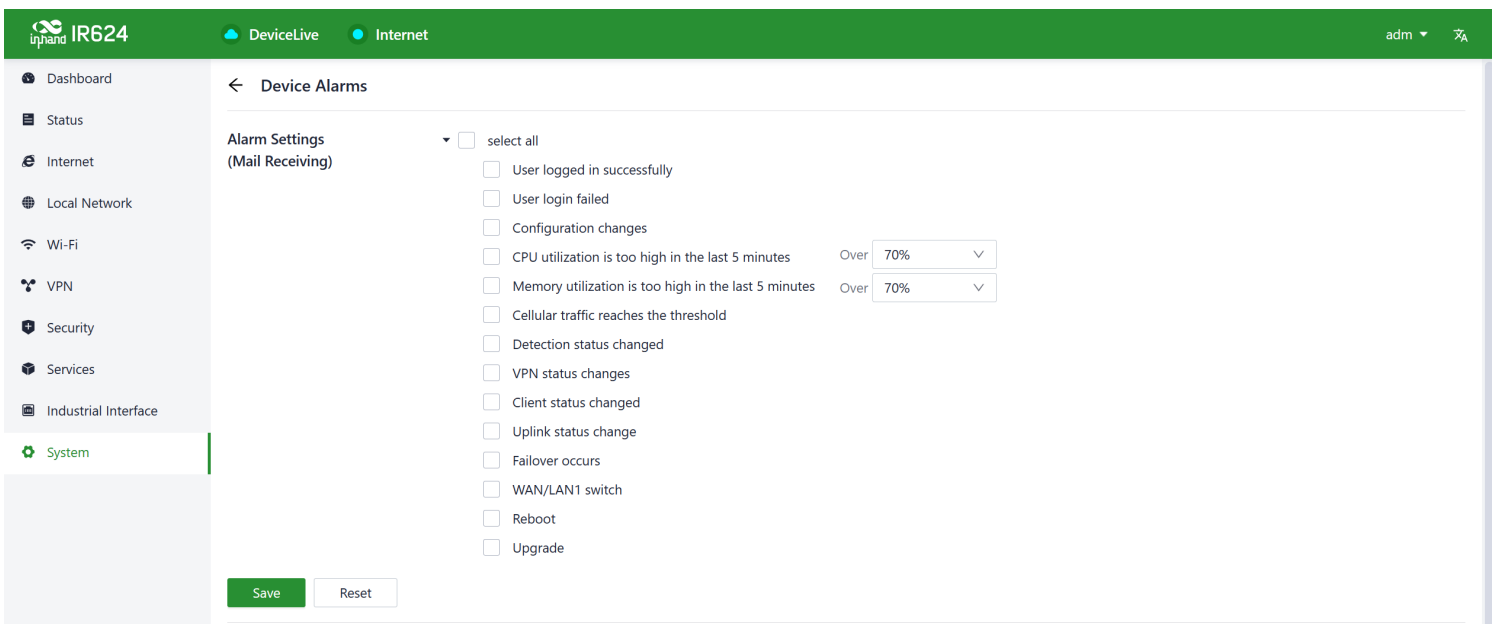 inhand IR624
DeviceLive
Internet
adm
Dashboard
Status
Internet
Local Network
Wi-Fi
VPN
Security
Services
Industrial Interface
System
Device Alarms
Alarm Settings
(Mail Receiving)
select all
User logged in successfully
User login failed
Configuration changes
CPU utilization is too high in the last 5 minutes Over 70%
Memory utilization is too high in the last 5 minutes Over 70%
Cellular traffic reaches the threshold
Detection status changed
VPN status changes
Client status changed
Uplink status change
Failover occurs
WAN/LAN1 switch
Reboot
Upgrade
Save
Reset